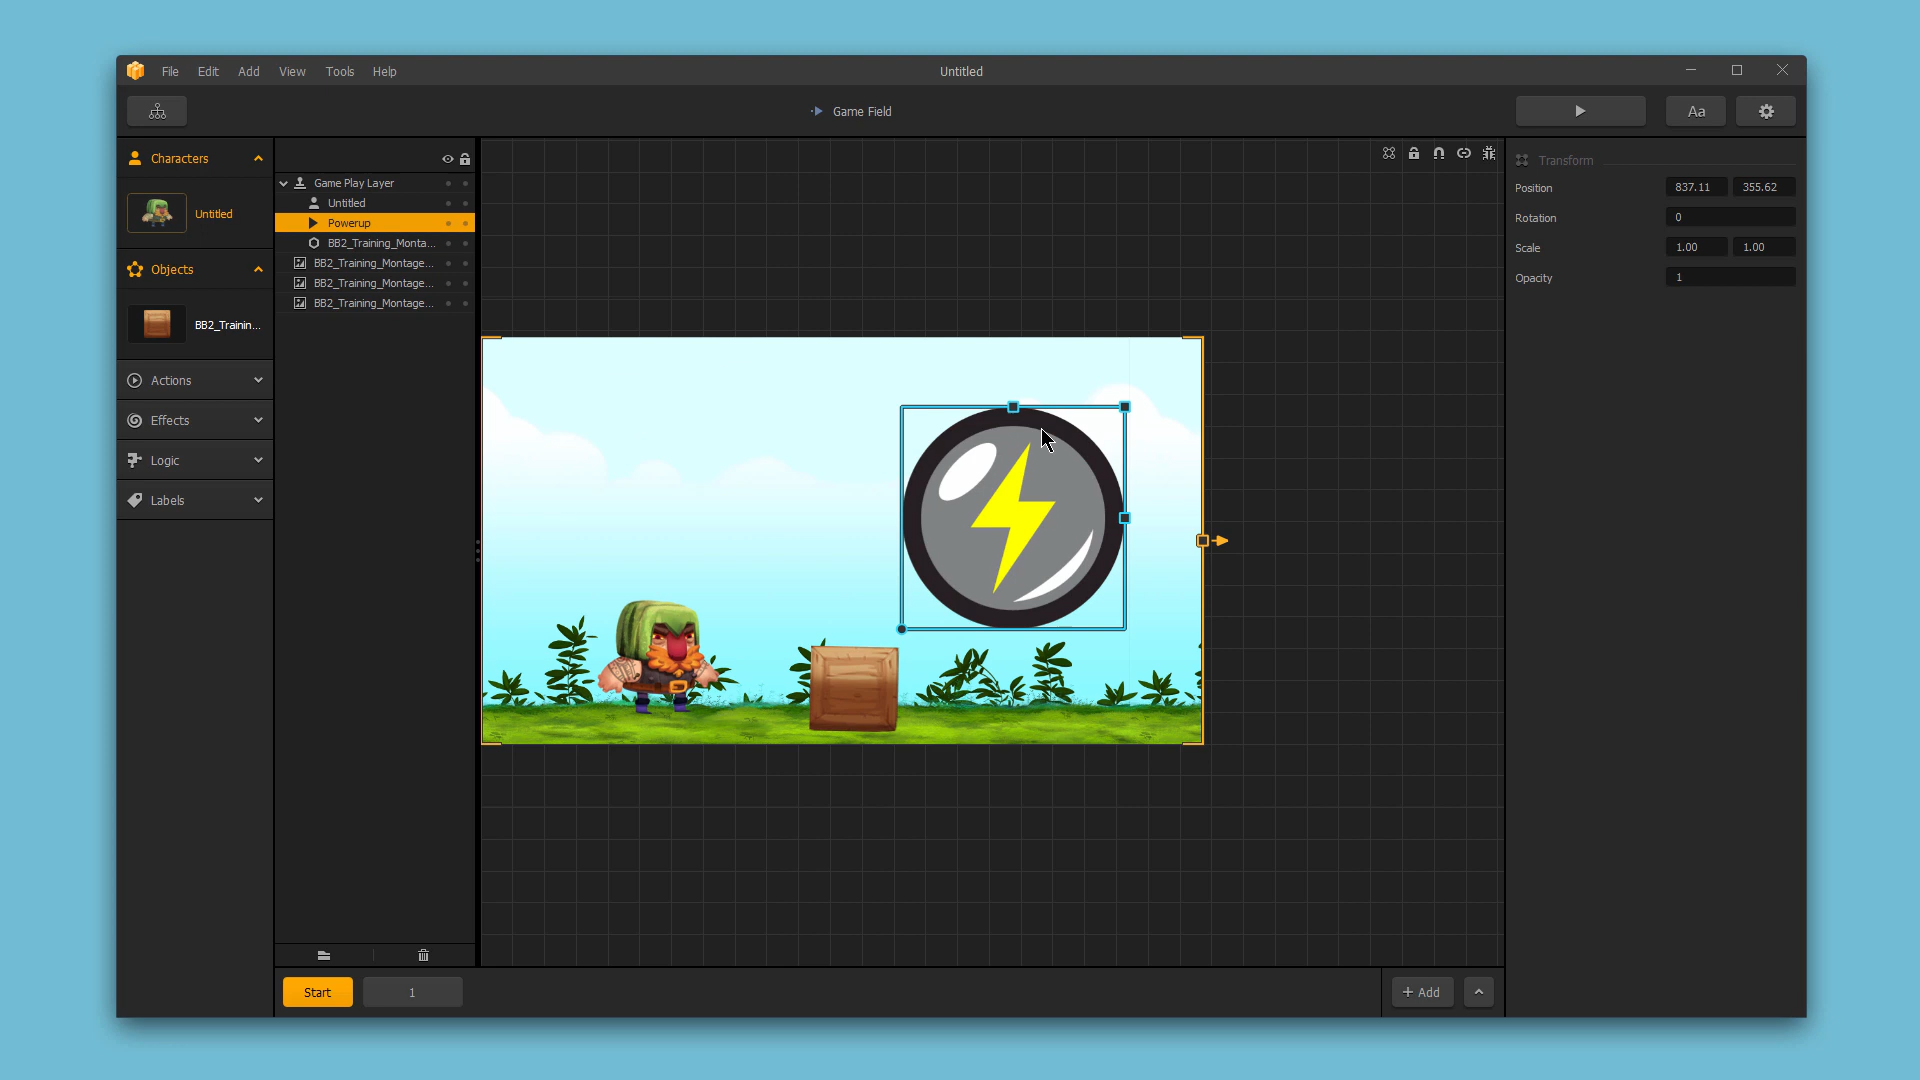 File Edit Add View Tools Help
Untitled
Game Field
Aa
Characters
Untitled
Objects
BB2_Trainin...
Actions
Effects
Logic
Labels
Game Play Layer
Untitled
Powerup
BB2_Training_Monta...
BB2_Training_Montage...
BB2_Training_Montage...
BB2_Training_Montage...
Transform
Position 837.11 355.62
Rotation 0
Scale 1.00 1.00
Opacity 1
Start 1
+ Add